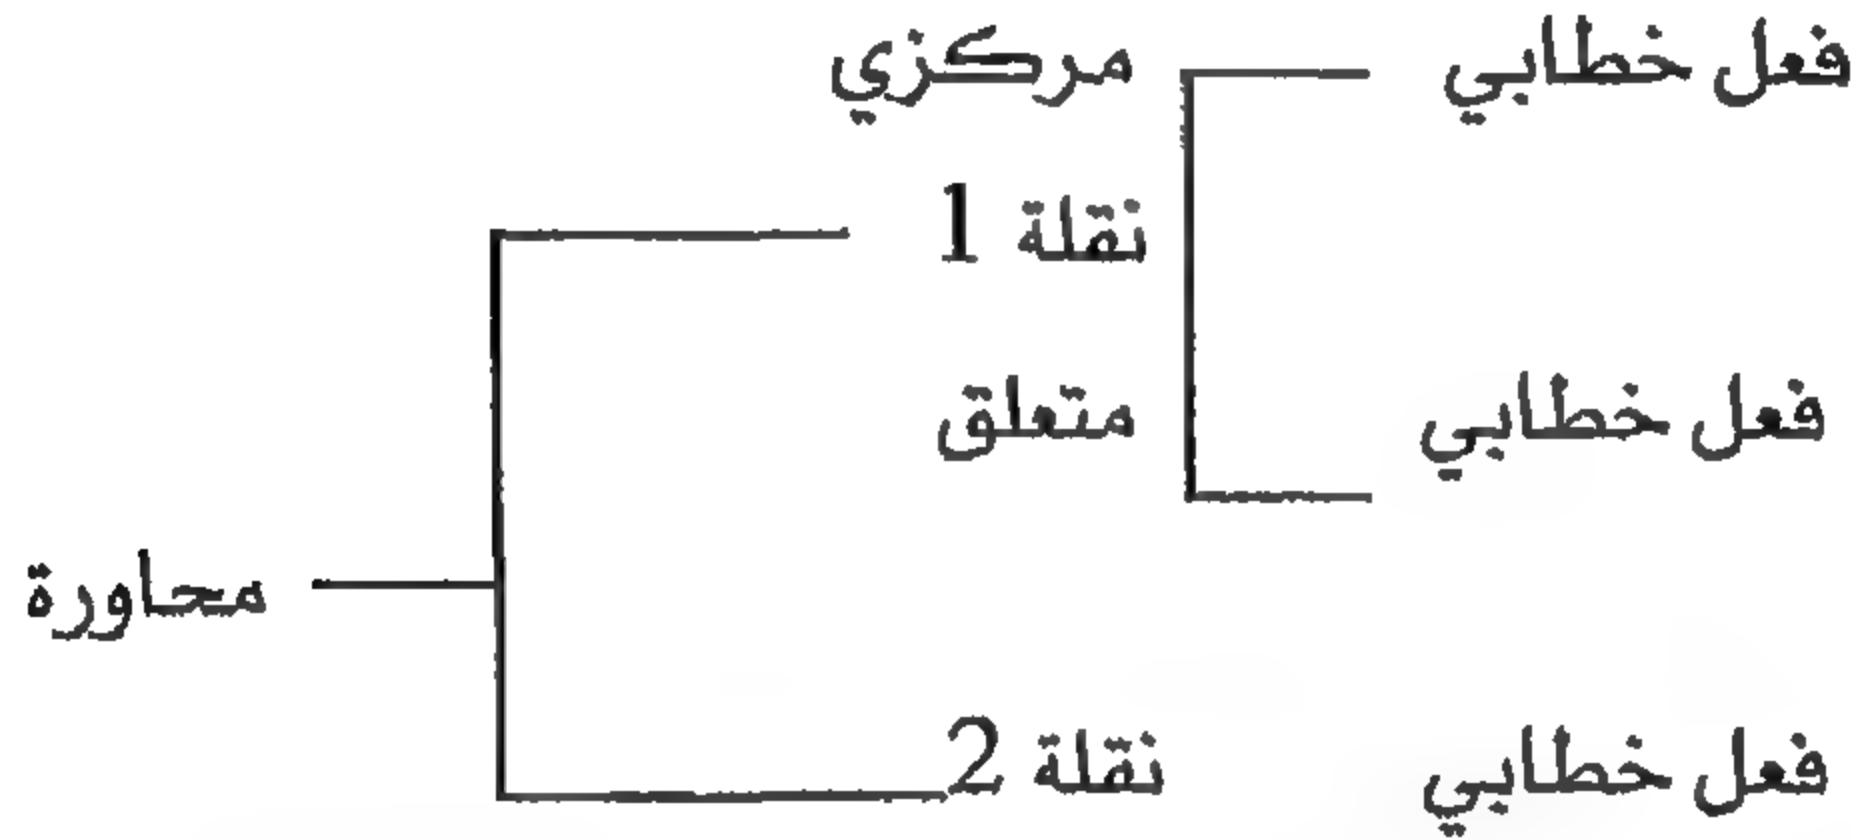 فعل خطابي مركزي
نقلة 1
فعل خطابي متعلق
محاورة
فعل خطابي نقلة 2